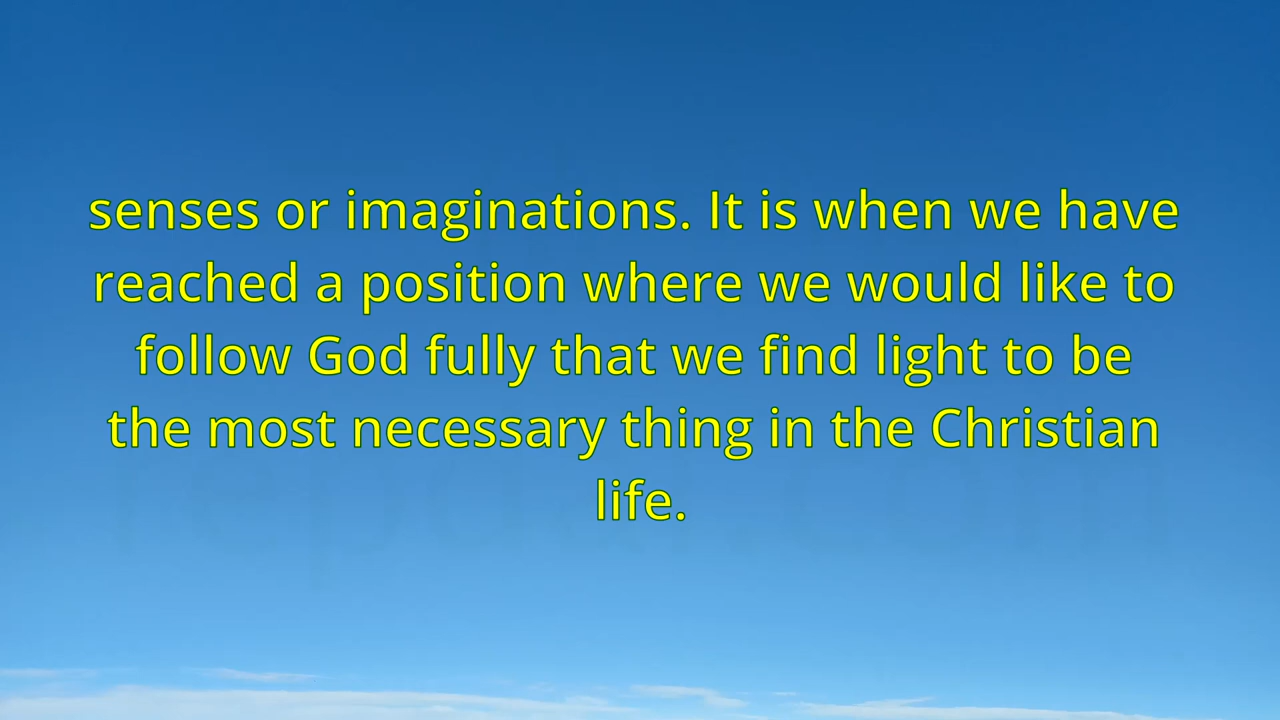 senses or imaginations. It is when we have
reached a position where we would like to
follow God fully that we find light to be
the most necessary thing in the Christian
life.